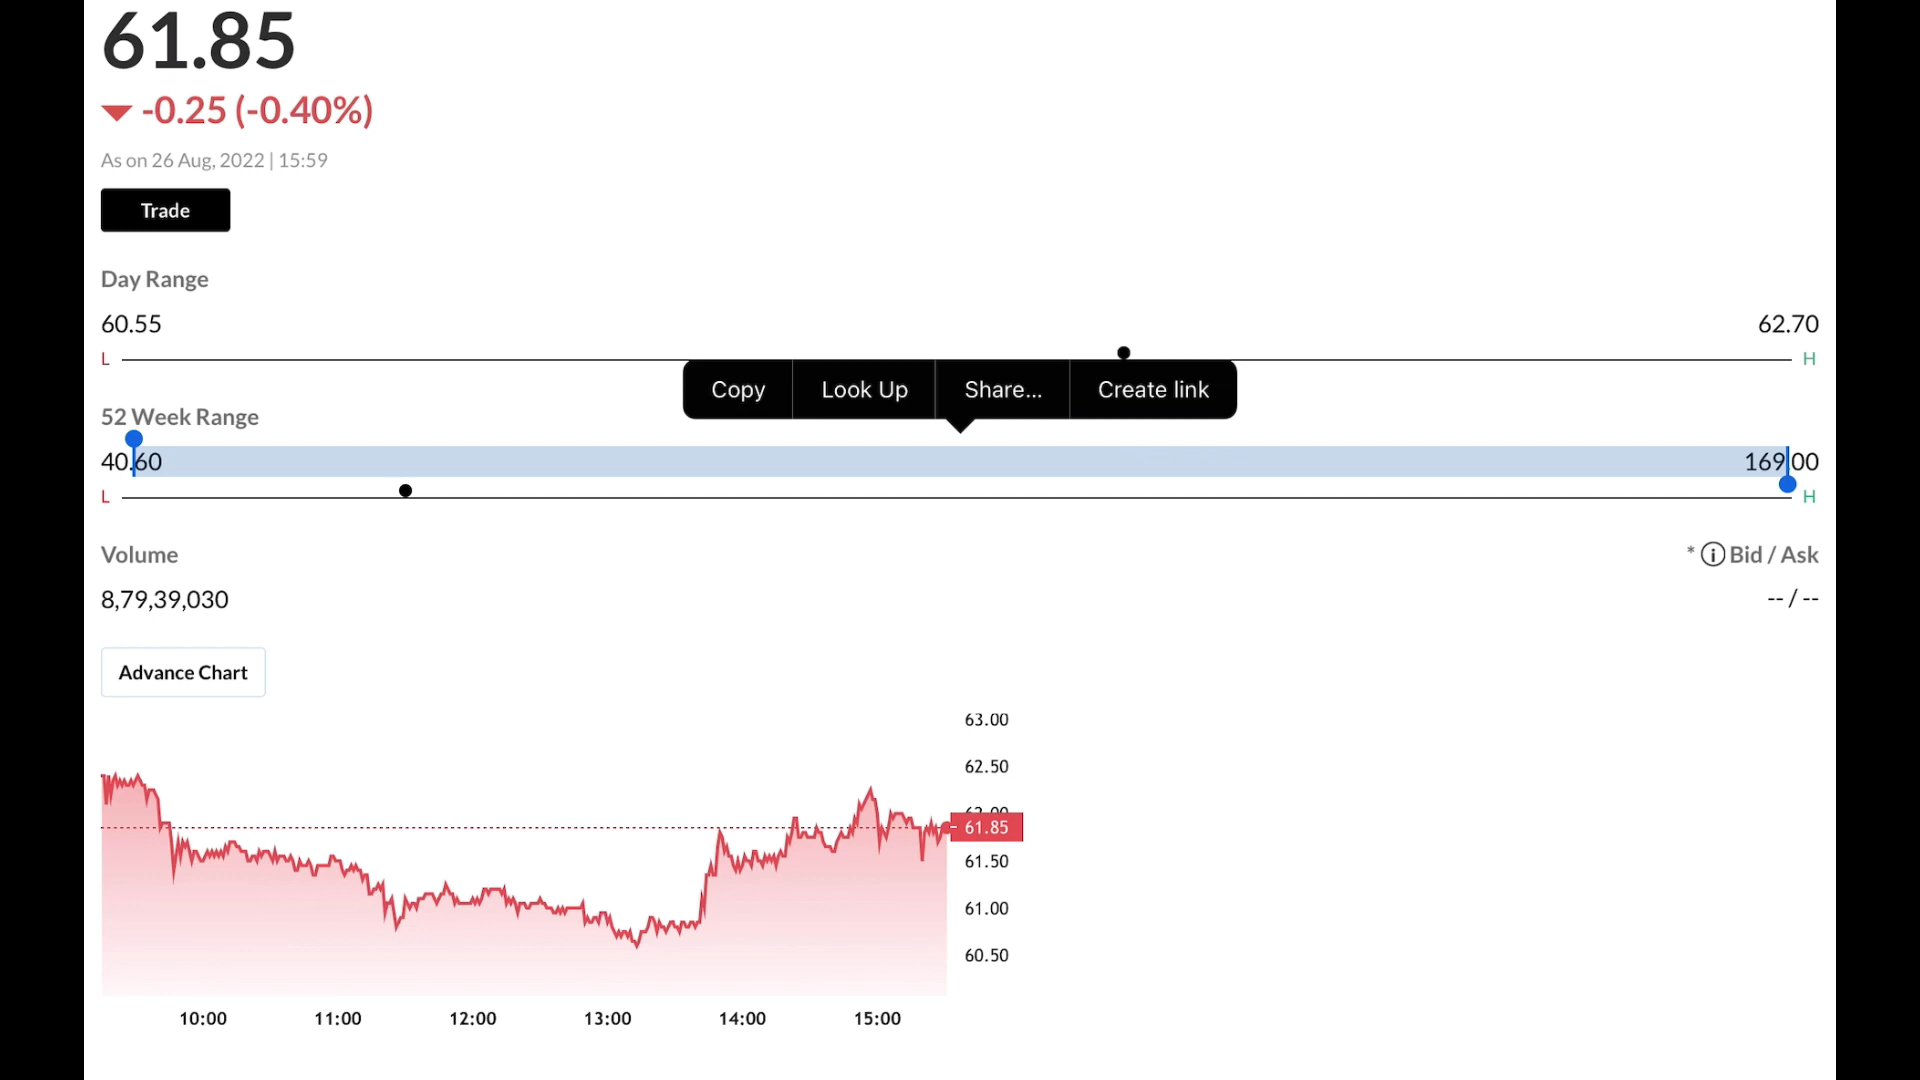 61.85
-0.25 (-0.40%)
As on 26 Aug, 2022 | 15:59
Trade
Day Range
60.55 62.70
L H
Copy Look Up Share... Create link
52 Week Range
40.60 169.00
L H
Volume * Bid / Ask
8,79,39,030 -- / --
Advance Chart
63.00
62.50
62.00
61.85
61.50
61.00
60.50
10:00 11:00 12:00 13:00 14:00 15:00